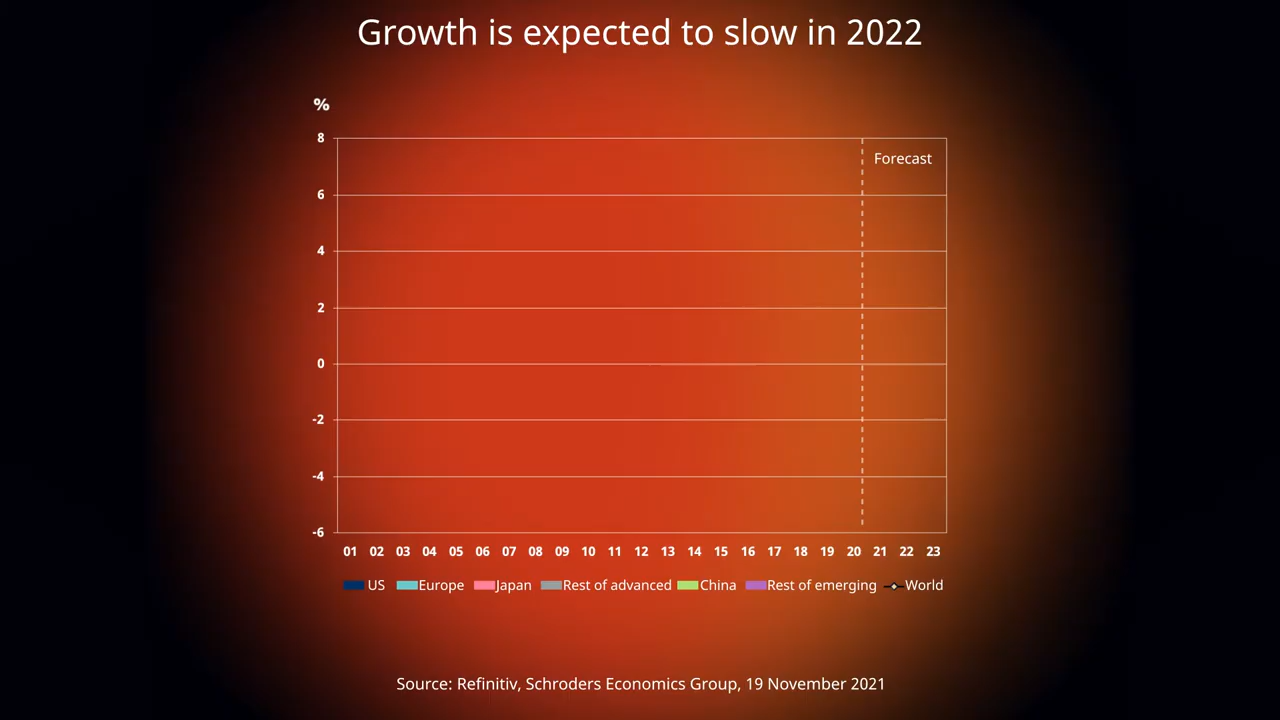 Growth is expected to slow in 2022
%
8
Forecast
6
4
2
0
-2
-4
-6
01 02 03 04 05 06 07 08 09 10 11 12 13 14 15 16 17 18 19 20 21 22 23
US Europe Japan Rest of advanced China Rest of emerging World
Source: Refinitiv, Schroders Economics Group, 19 November 2021